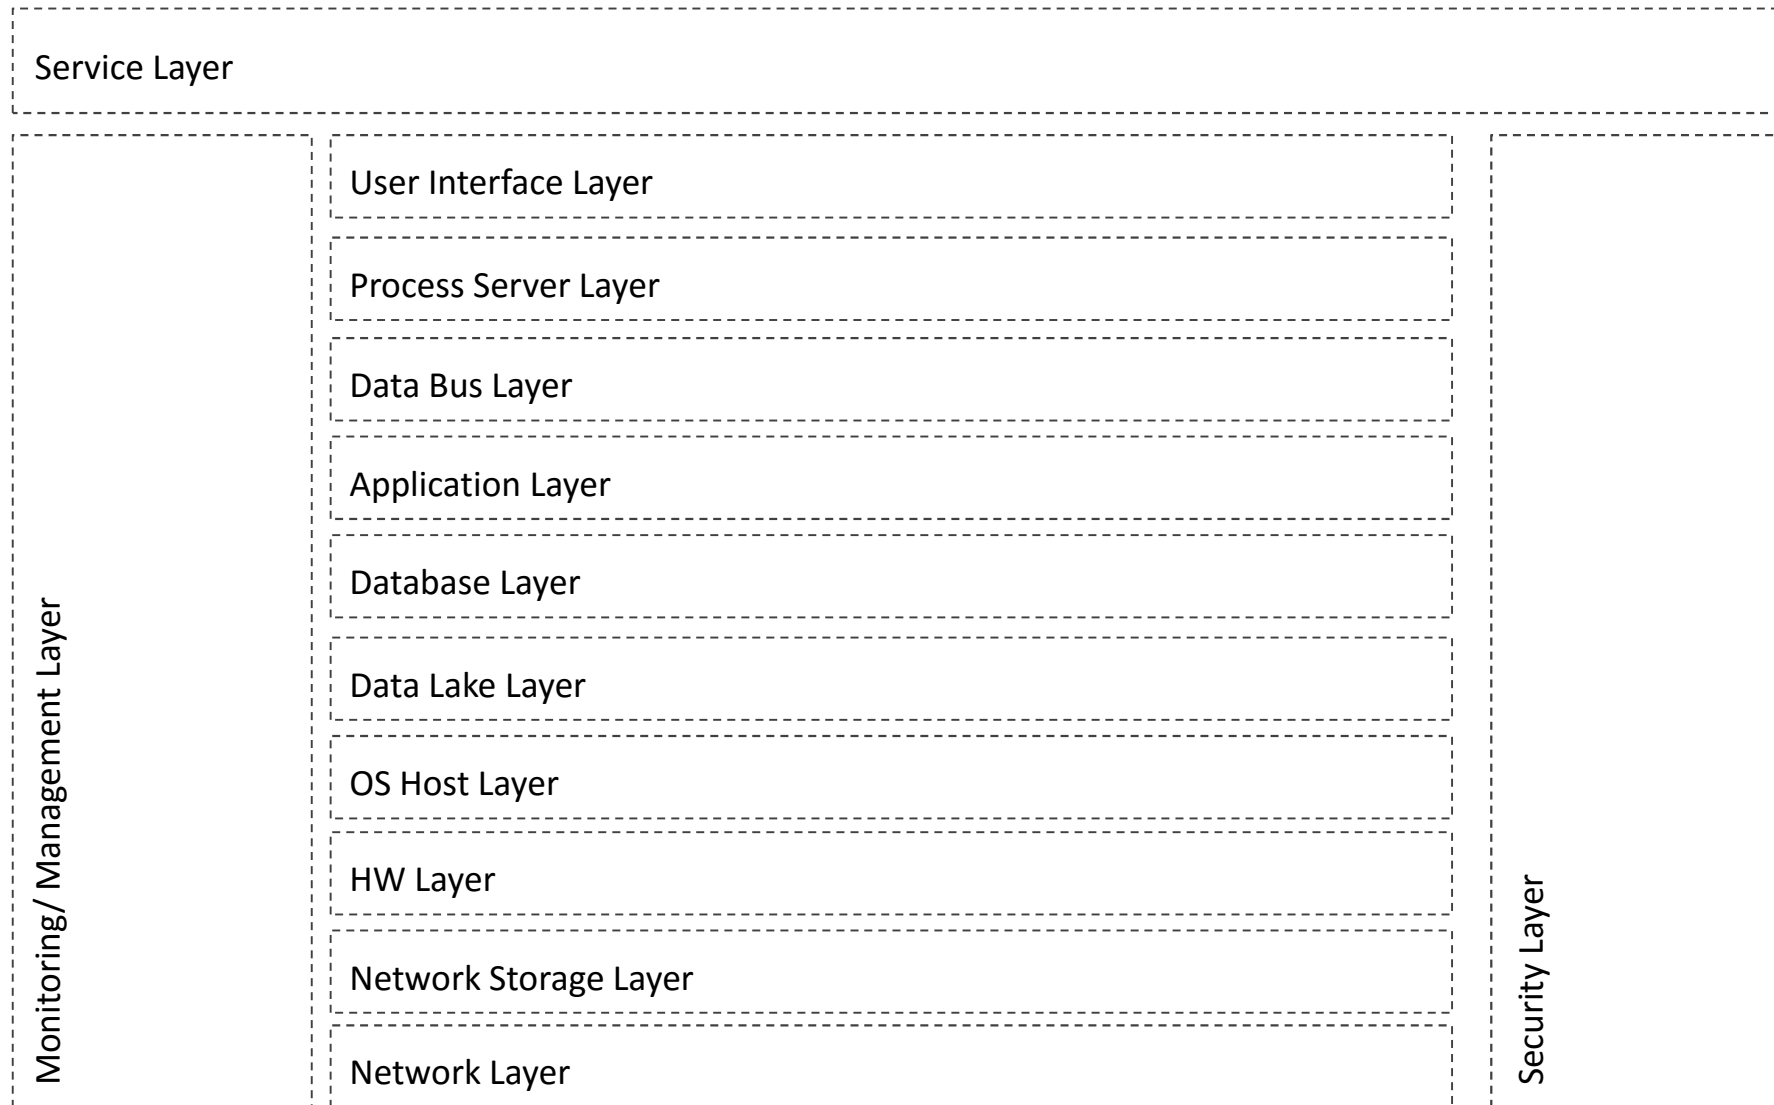 Service Layer
Monitoring/ Management Layer
User Interface Layer
Process Server Layer
Data Bus Layer
Application Layer
Database Layer
Data Lake Layer
OS Host Layer
HW Layer
Network Storage Layer
Network Layer
Security Layer